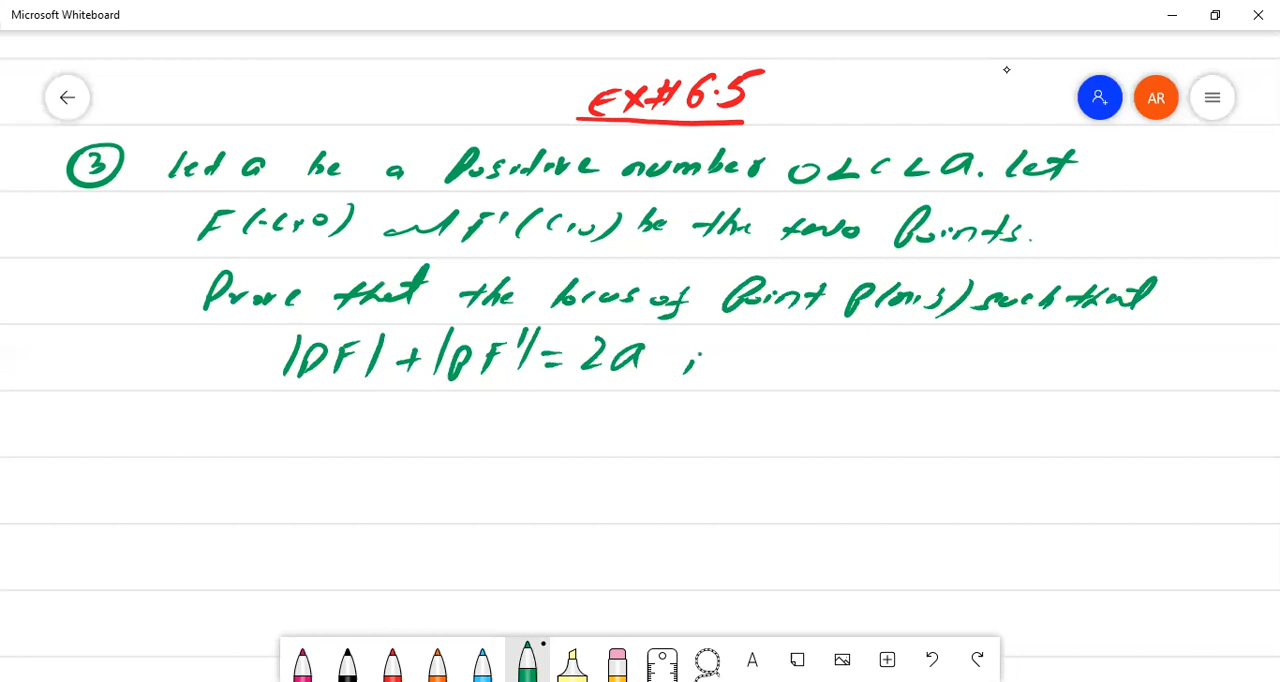 Microsoft Whiteboard
EX# 6.5
AR
③ let a be a Positive number 0<c<a. let
F(-c,0) and F'(c,0) be the two Points.
Prove that the locus of Point P(x,y) such that
|PF| + |PF'| = 2a i
A